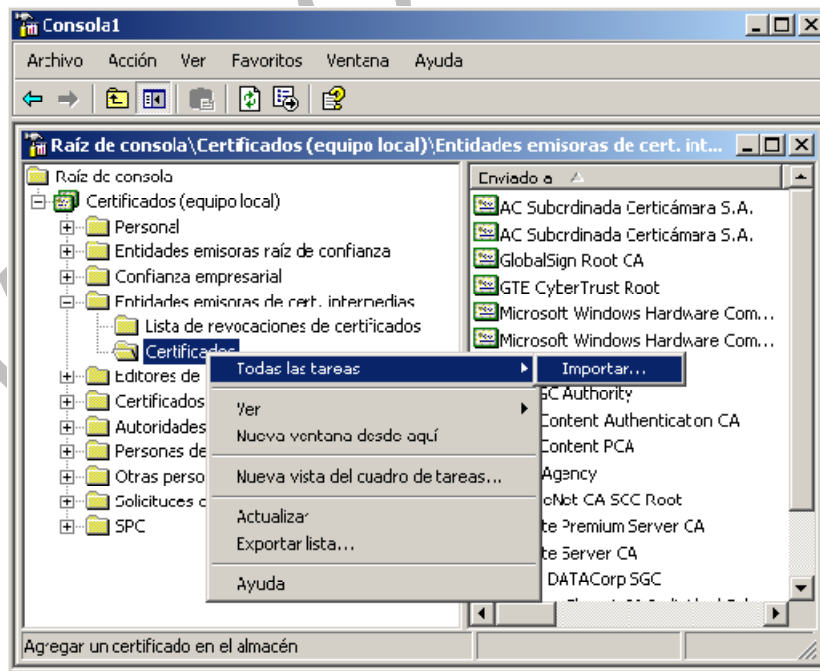 Consola1
Archivo Acción Ver Favoritos Ventana Ayuda
Raíz de consola\Certificados (equipo local)\Entidades emisoras de cert. int...
Raíz de consola
Certificados (equipo local)
Personal
Entidades emisoras raíz de confianza
Confianza empresarial
Entidades emisoras de cert. intermedias
Lista de revocaciones de certificados
Certificados
Editores de
Certificados
Autoridades
Personas de
Otras perso
Solicitudes
SPC
Enviado a
AC Subordinada Certicámara S.A.
AC Subordinada Certicámara S.A.
GlobalSign Root CA
GTE CyberTrust Root
Microsoft Windows Hardware Com...
Microsoft Windows Hardware Com...
GC Authority
Content Authentication CA
Content PCA
Agency
eNet CA SGC Root
te Premium Server CA
te Server CA
DATACorp SGC
Todas las tareas
Importar...
Ver
Nueva ventana desde aquí
Nueva vista del cuadro de tareas...
Actualizar
Exportar lista...
Ayuda
Agregar un certificado en el almacén